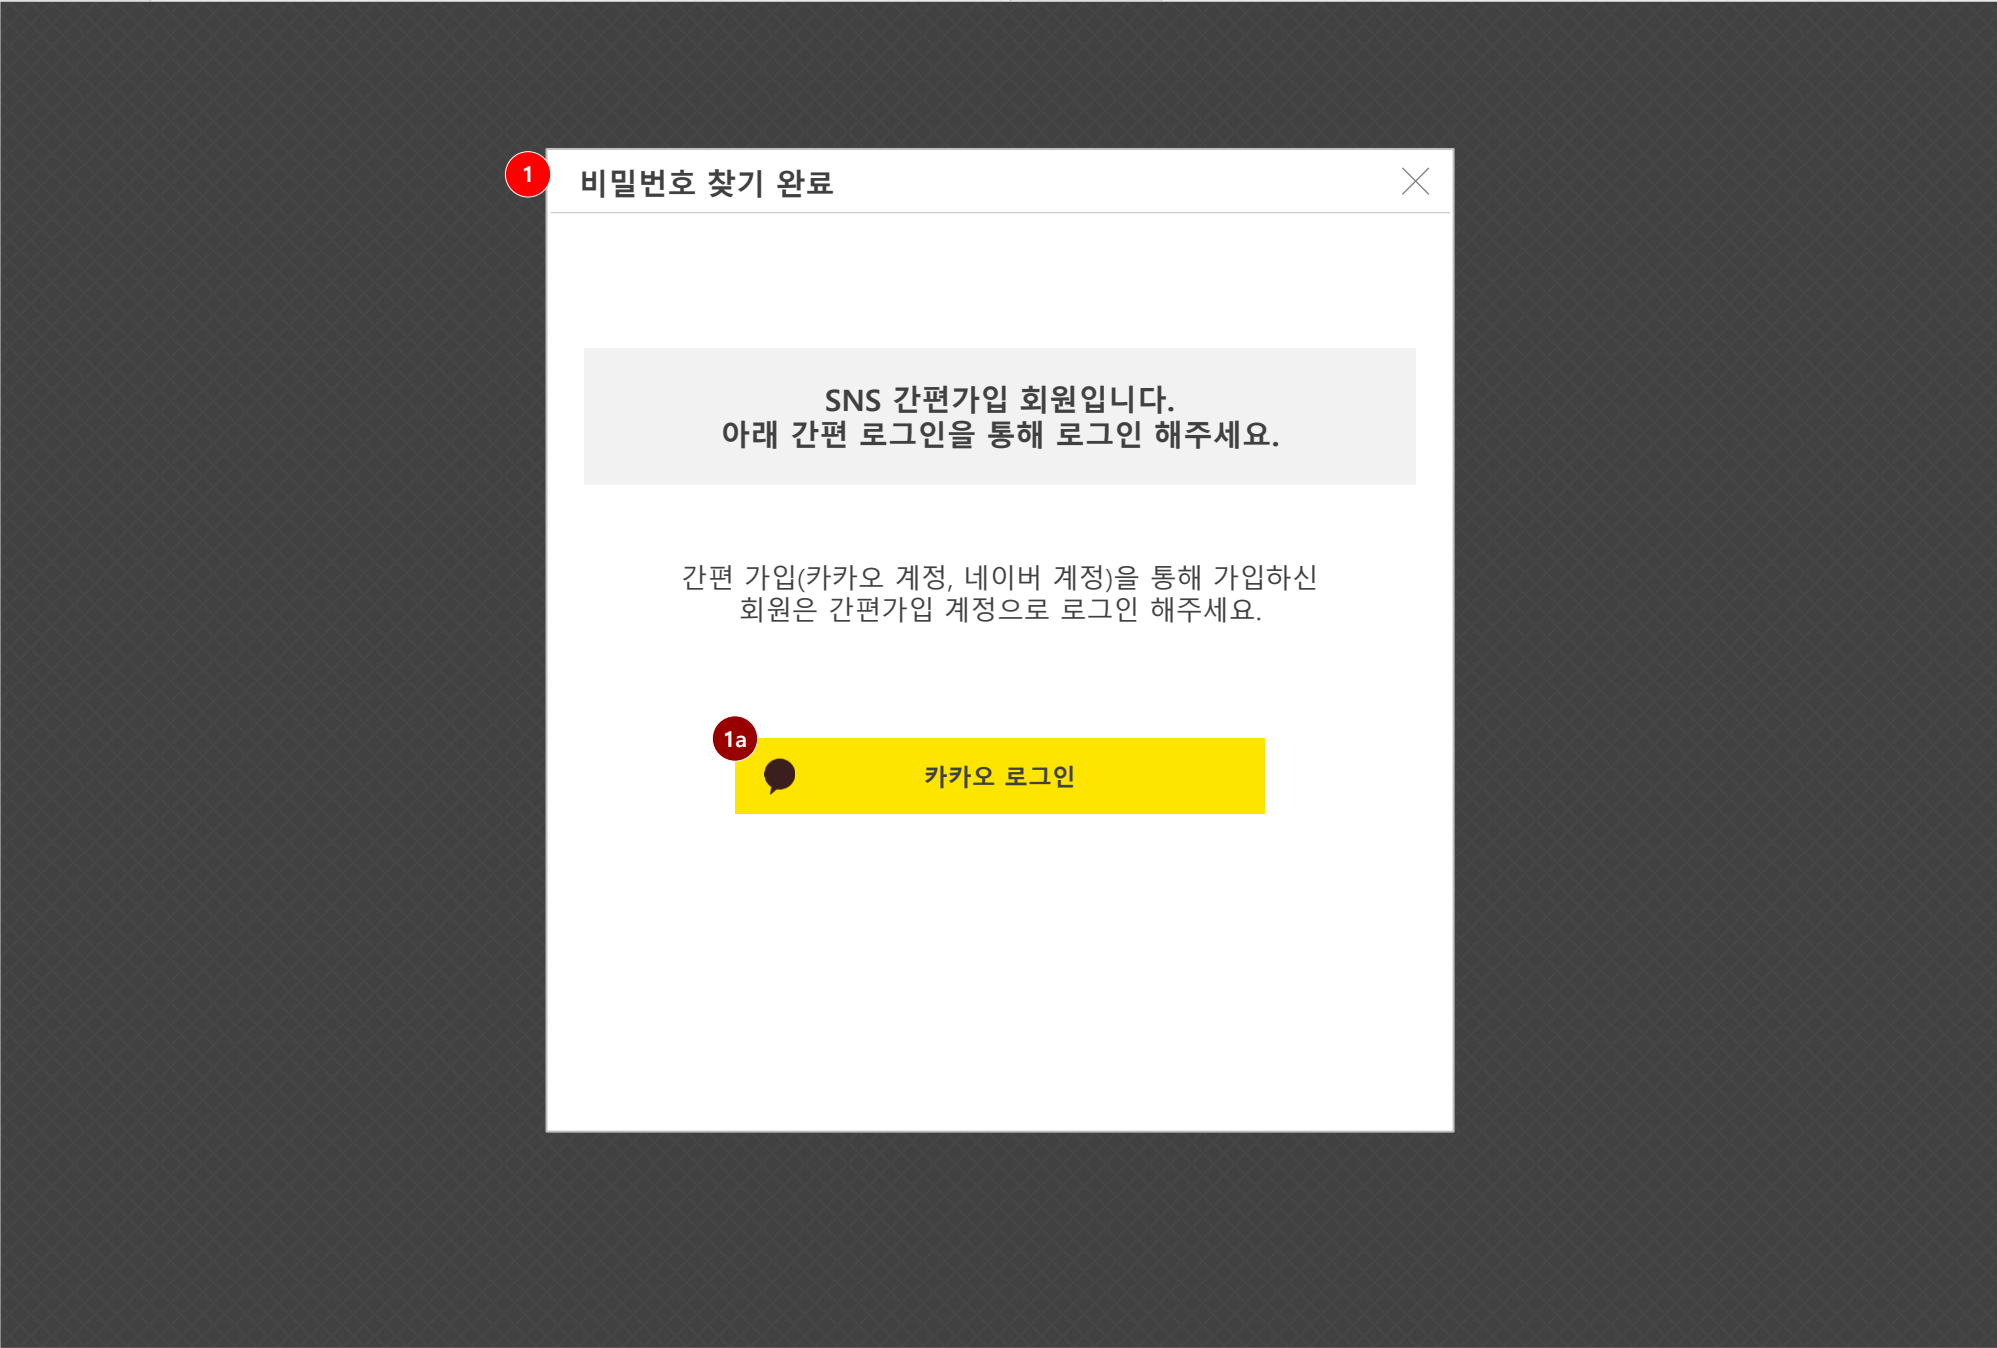 1
비밀번호 찾기 완료
SNS 간편가입 회원입니다.
아래 간편 로그인을 통해 로그인 해주세요.
간편 가입(카카오 계정, 네이버 계정)을 통해 가입하신
회원은 간편가입 계정으로 로그인 해주세요.
1a
카카오 로그인